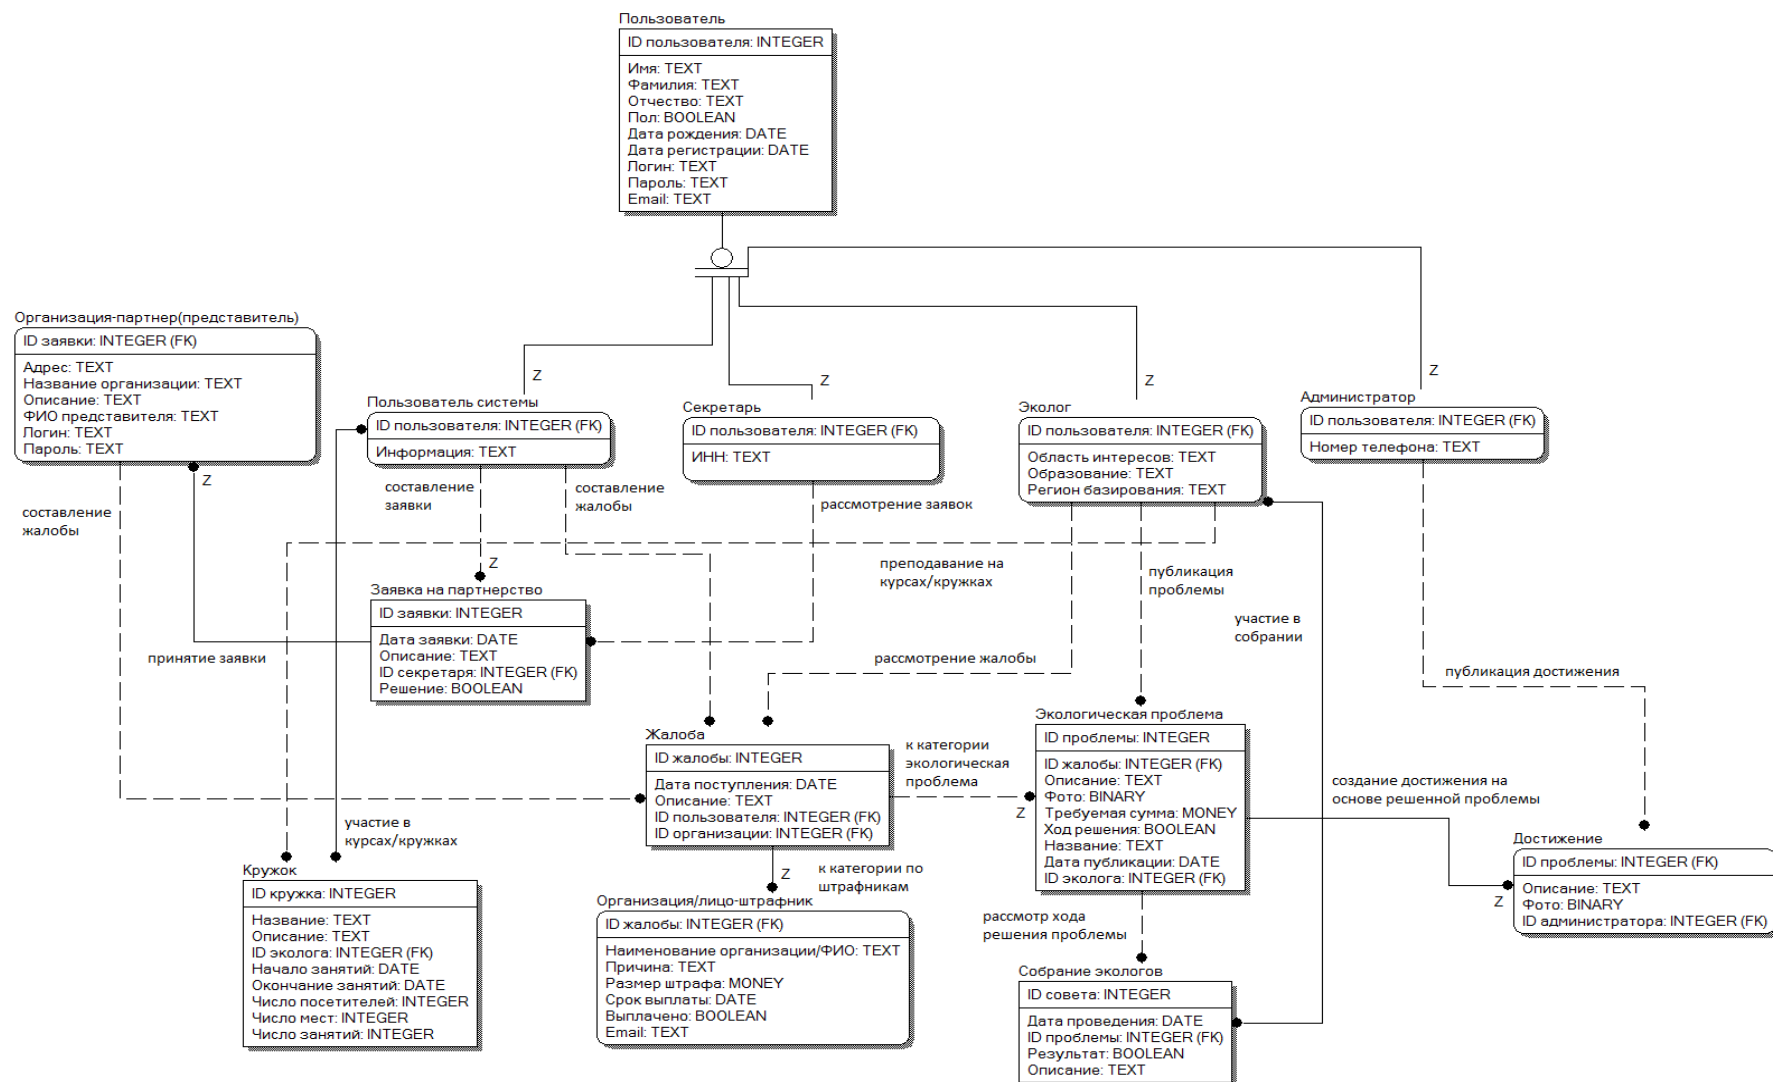 Пользователь
ID пользователя: INTEGER
Имя: TEXT
Фамилия: TEXT
Отчество: TEXT
Пол: BOOLEAN
Дата рождения: DATE
Дата регистрации: DATE
Логин: TEXT
Пароль: TEXT
Email: TEXT
Организация-партнер(представитель)
ID заявки: INTEGER (FK)
Адрес: TEXT
Название организации: TEXT
Описание: TEXT
ФИО представителя: TEXT
Логин: TEXT
Пароль: TEXT
Z
Z
Пользователь системы
ID пользователя: INTEGER (FK)
Информация: TEXT
Z
Секретарь
ID пользователя: INTEGER (FK)
ИНН: TEXT
Z
Эколог
ID пользователя: INTEGER (FK)
Область интересов: TEXT
Образование: TEXT
Регион базирования: TEXT
Z
Администратор
ID пользователя: INTEGER (FK)
Номер телефона: TEXT
составление
жалобы
составление
заявки
составление
жалобы
рассмотрение заявок
преподавание на
курсах/кружках
публикация
проблемы
участие в
собрании
Z
Заявка на партнерство
ID заявки: INTEGER
Дата заявки: DATE
Описание: TEXT
ID секретаря: INTEGER (FK)
Решение: BOOLEAN
принятие заявки
рассмотрение жалобы
публикация достижения
Жалоба
ID жалобы: INTEGER
Дата поступления: DATE
Описание: TEXT
ID пользователя: INTEGER (FK)
ID организации: INTEGER (FK)
к категории
экологическая
проблема
Z
Экологическая проблема
ID проблемы: INTEGER
ID жалобы: INTEGER (FK)
Описание: TEXT
Фото: BINARY
Требуемая сумма: MONEY
Ход решения: BOOLEAN
Название: TEXT
Дата публикации: DATE
ID эколога: INTEGER (FK)
создание достижения на
основе решенной проблемы
Z
Достижение
ID проблемы: INTEGER (FK)
Описание: TEXT
Фото: BINARY
ID администратора: INTEGER (FK)
участие в
курсах/кружках
Кружок
ID кружка: INTEGER
Название: TEXT
Описание: TEXT
ID эколога: INTEGER (FK)
Начало занятий: DATE
Окончание занятий: DATE
Число посетителей: INTEGER
Число мест: INTEGER
Число занятий: INTEGER
Z
к категории по
штрафникам
Организация/лицо-штрафник
ID жалобы: INTEGER (FK)
Наименование организации/ФИО: TEXT
Причина: TEXT
Размер штрафа: MONEY
Срок выплаты: DATE
Выплачено: BOOLEAN
Email: TEXT
рассмотр хода
решения проблемы
Собрание экологов
ID совета: INTEGER
Дата проведения: DATE
ID проблемы: INTEGER (FK)
Результат: BOOLEAN
Описание: TEXT